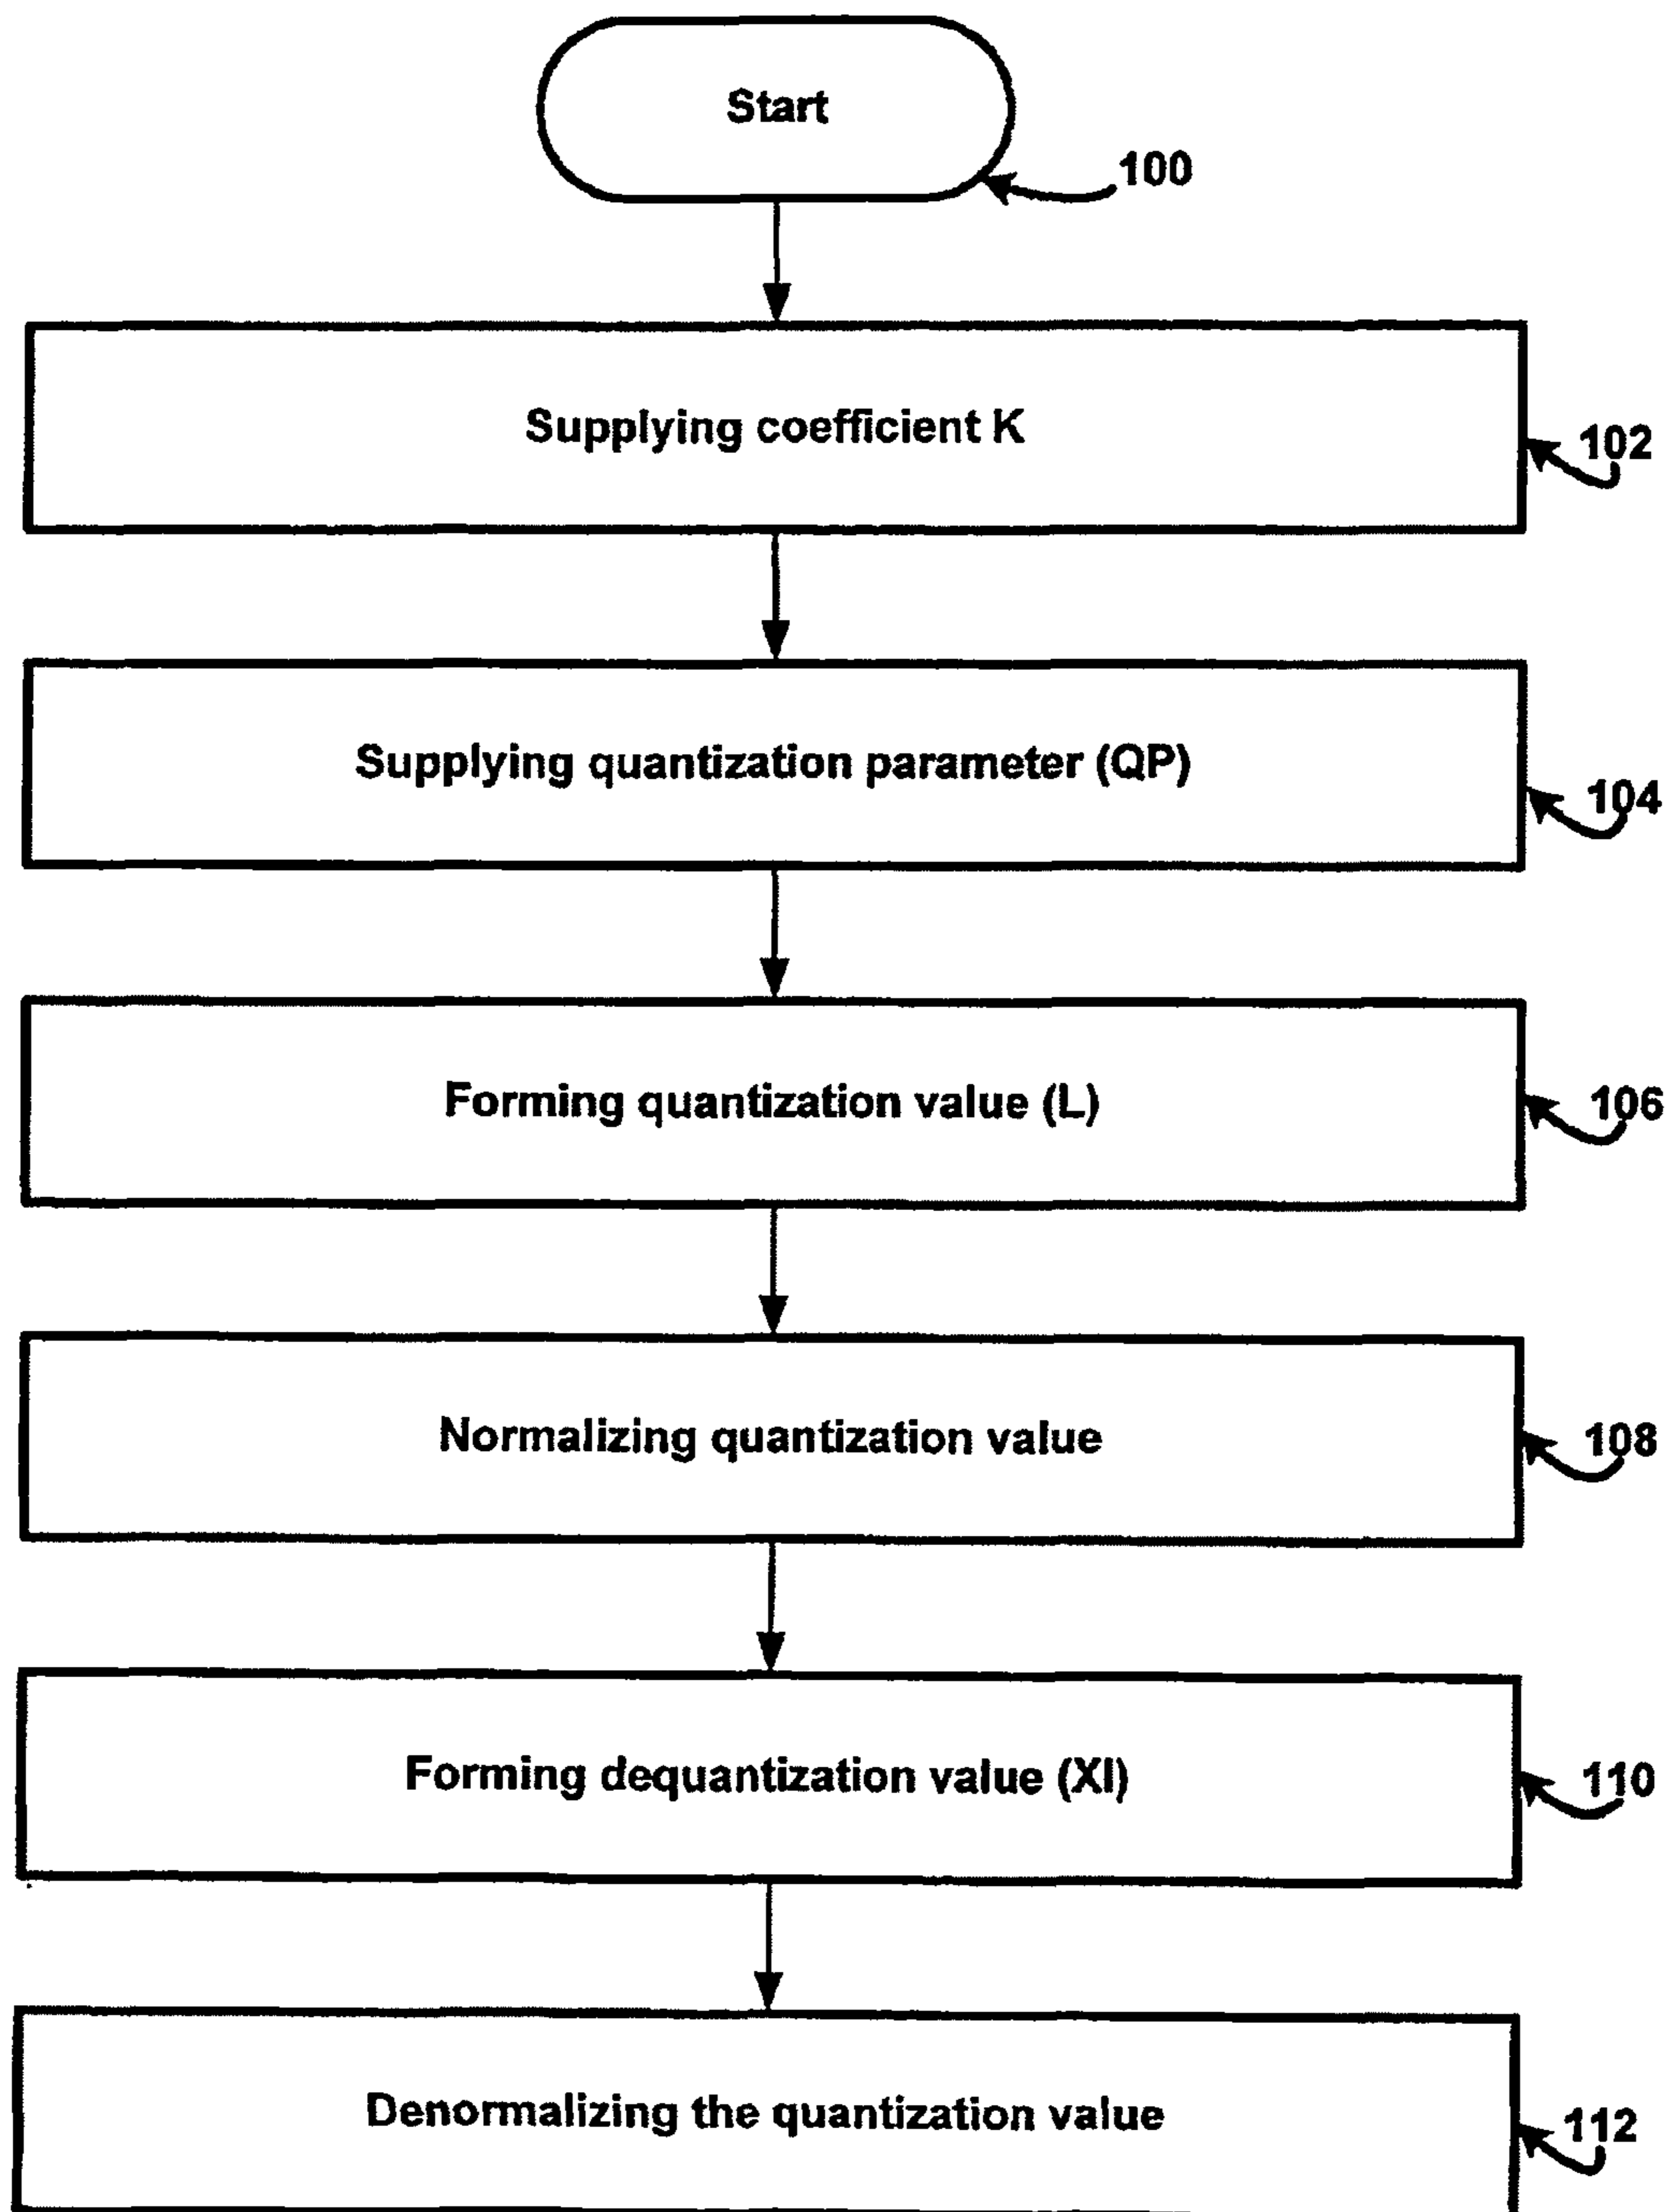 Start
100
Supplying coefficient K
102
Supplying quantization parameter (QP)
104
Forming quantization value (L)
106
Normalizing quantization value
108
Forming dequantization value (XI)
110
Denormalizing the quantization value
112